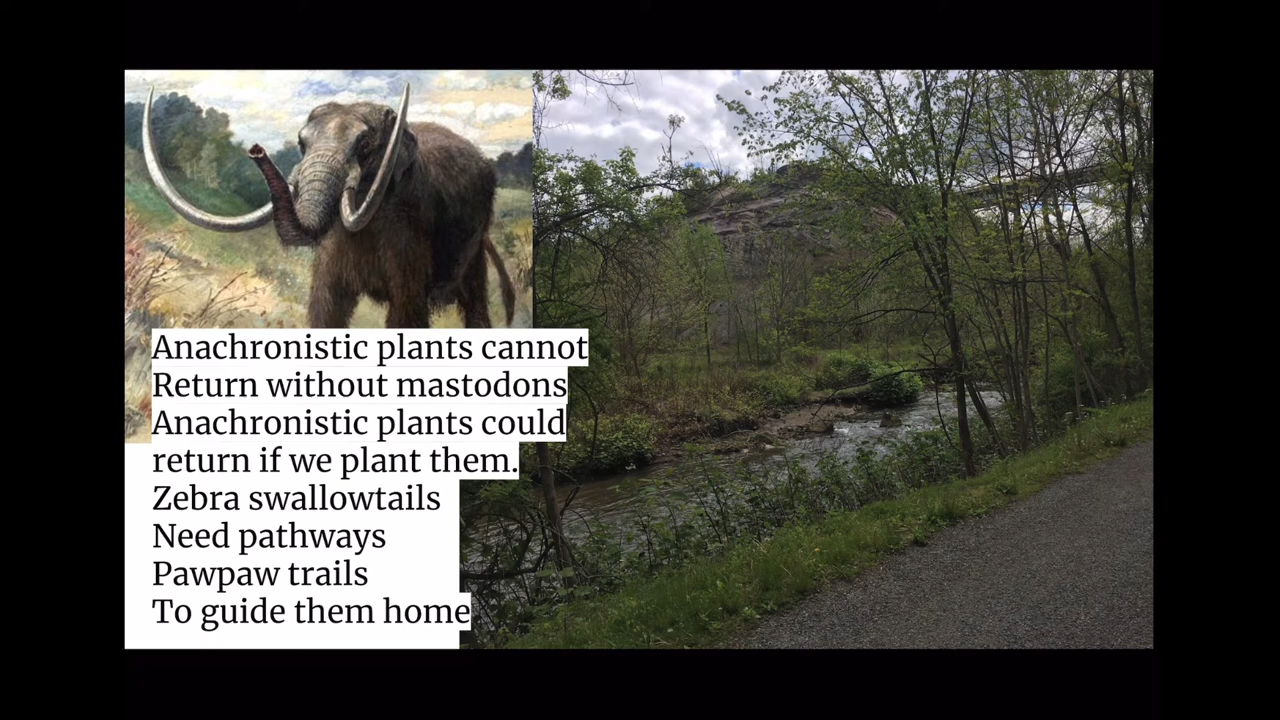 Anachronistic plants cannot
Return without mastodons
Anachronistic plants could
return if we plant them.
Zebra swallowtails
Need pathways
Pawpaw trails
To guide them home